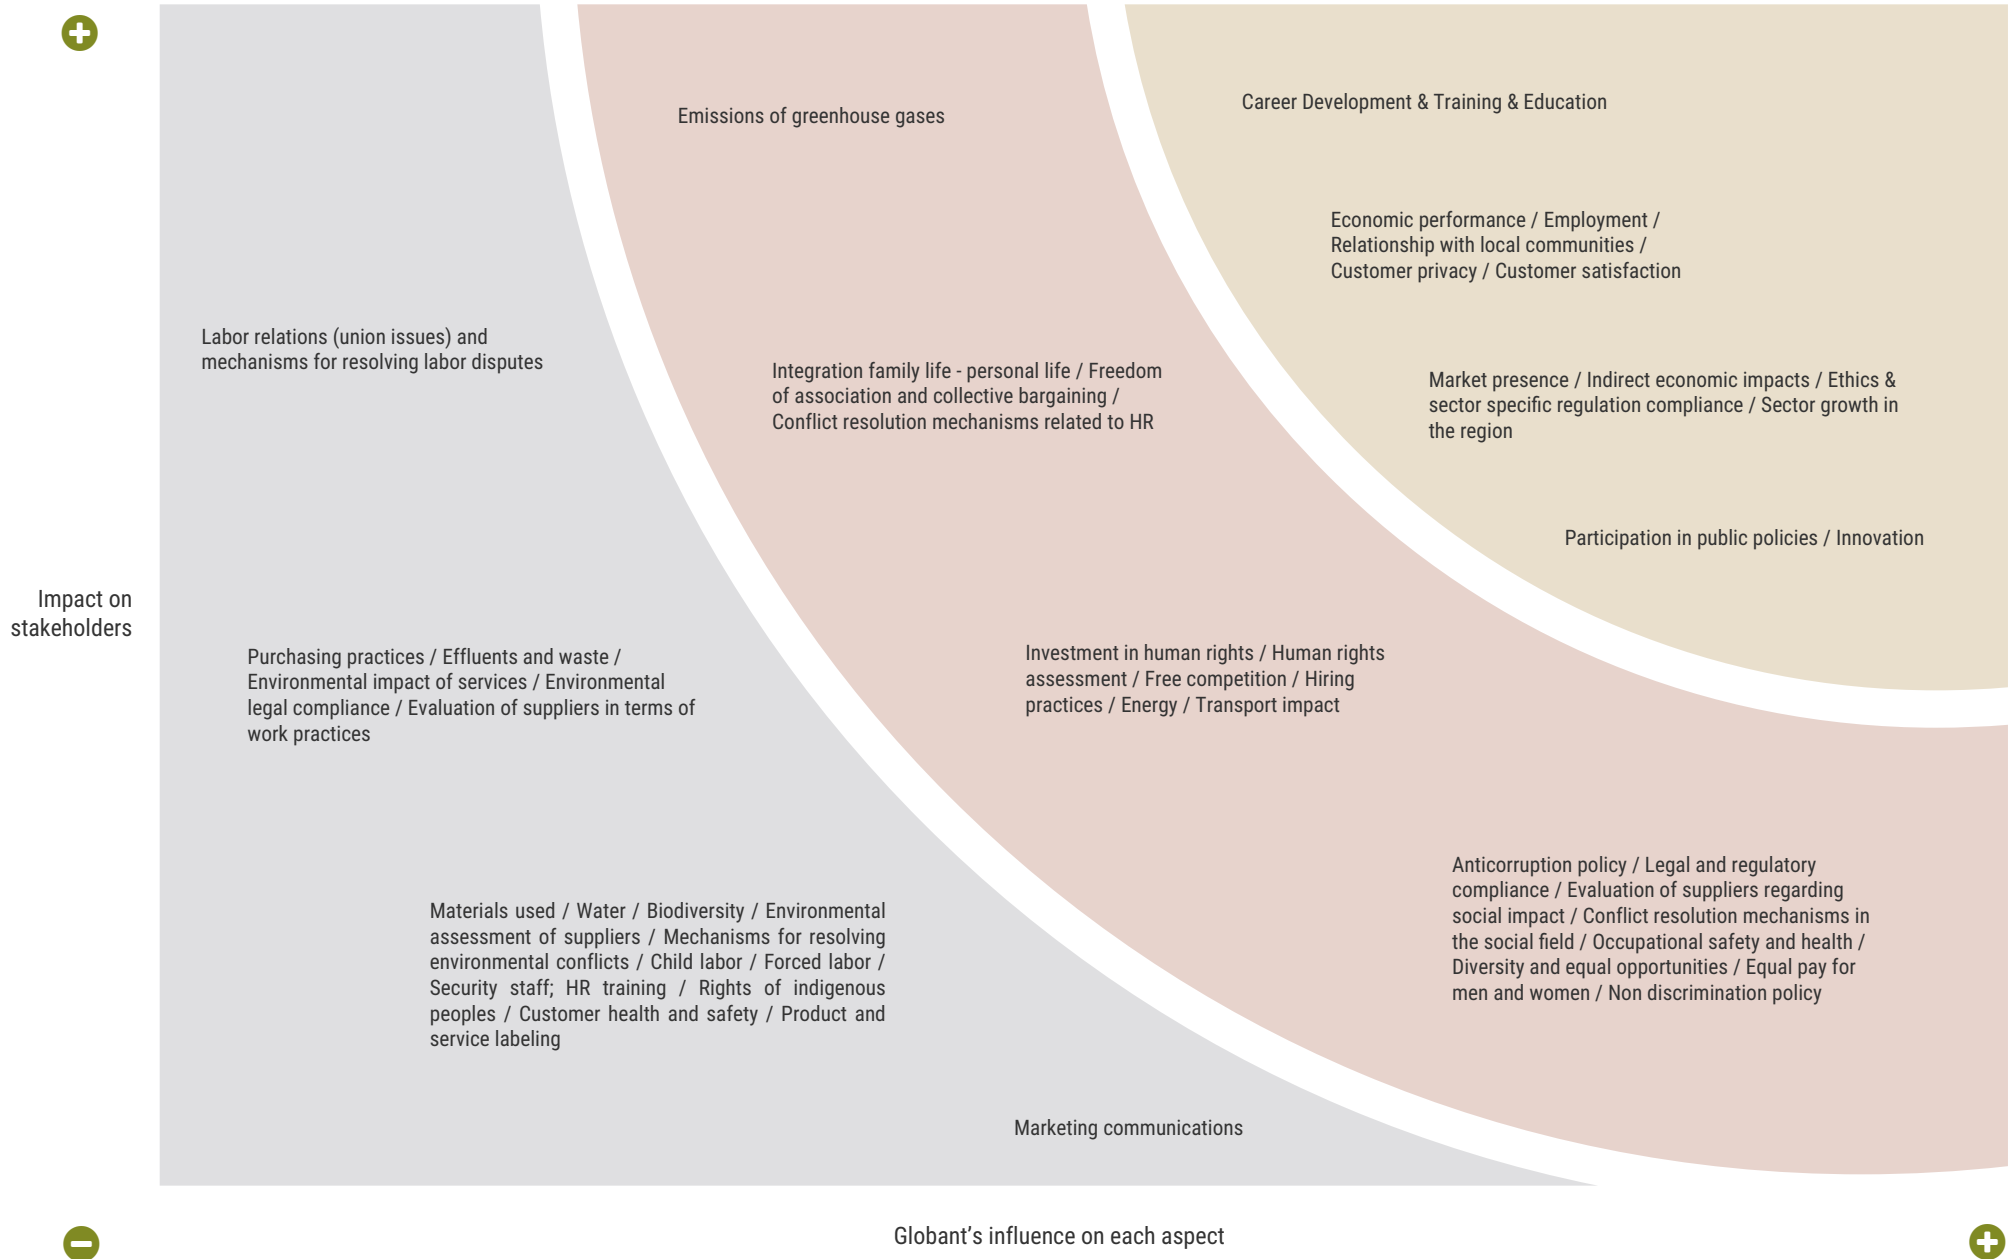 Emissions of greenhouse gases
Career Development & Training & Education
Economic performance / Employment /
Relationship with local communities /
Customer privacy / Customer satisfaction
Labor relations (union issues) and
mechanisms for resolving labor disputes
Integration family life - personal life / Freedom
of association and collective bargaining /
Conflict resolution mechanisms related to HR
Market presence / Indirect economic impacts / Ethics &
sector specific regulation compliance / Sector growth in
the region
Participation in public policies / Innovation
Impact on
stakeholders
Purchasing practices / Effluents and waste /
Environmental impact of services / Environmental
legal compliance / Evaluation of suppliers in terms of
work practices
Investment in human rights / Human rights
assessment / Free competition / Hiring
practices / Energy / Transport impact
Materials used / Water / Biodiversity / Environmental
assessment of suppliers / Mechanisms for resolving
environmental conflicts / Child labor / Forced labor /
Security staff; HR training / Rights of indigenous
peoples / Customer health and safety / Product and
service labeling
Anticorruption policy / Legal and regulatory
compliance / Evaluation of suppliers regarding
social impact / Conflict resolution mechanisms in
the social field / Occupational safety and health /
Diversity and equal opportunities / Equal pay for
men and women / Non discrimination policy
Marketing communications
Globant’s influence on each aspect